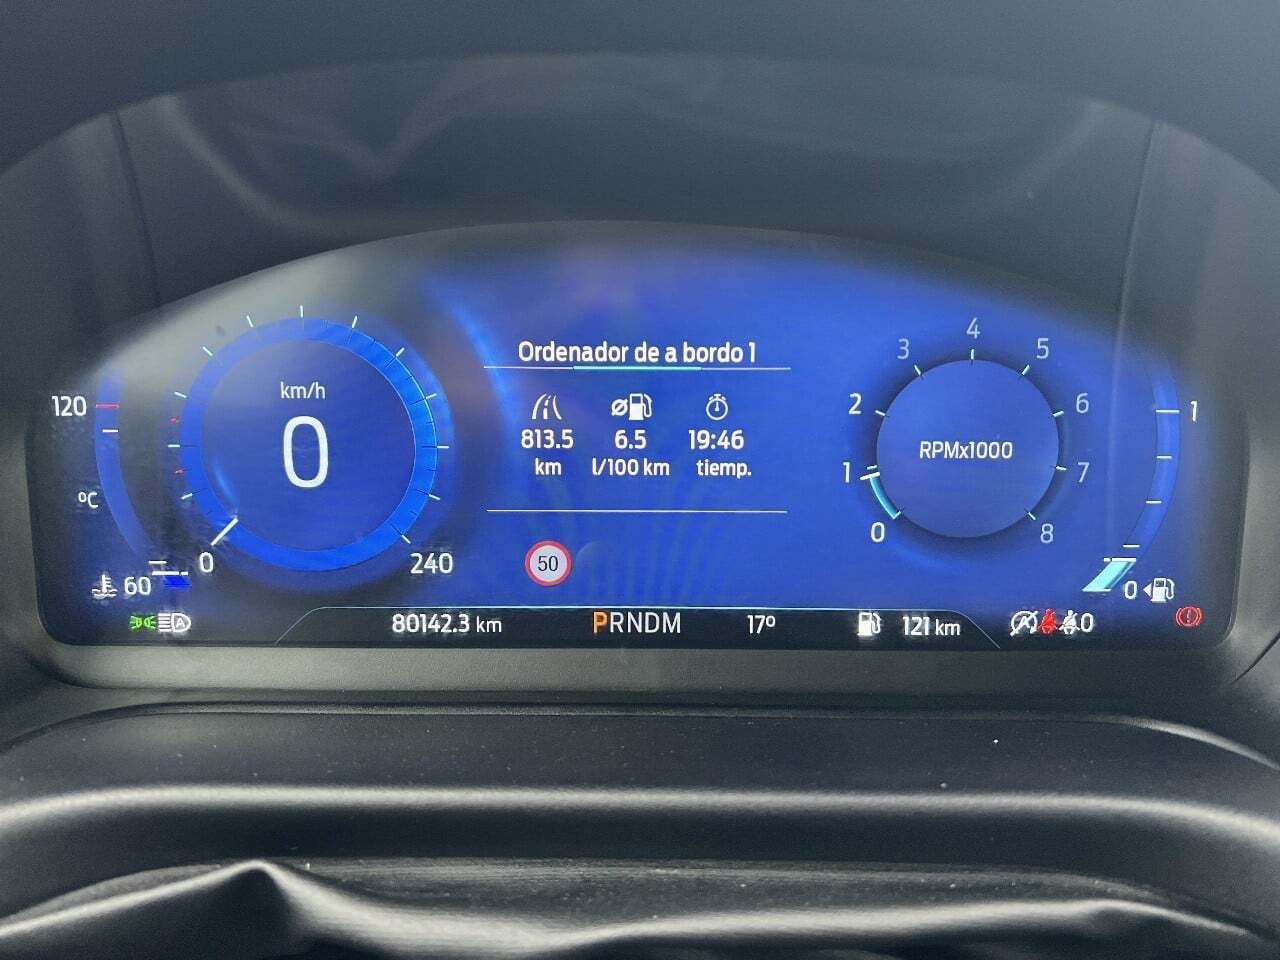 Ordenador de a bordo 1
813.5 6.5 19:46
km l/100 km tiemp.
50
120
°C
60
km/h
0
0
240
RPMx1000
0
1
2
3
4
5
6
7
8
1
0
A
80142.3 km
PRNDM
17°
121 km
A
0